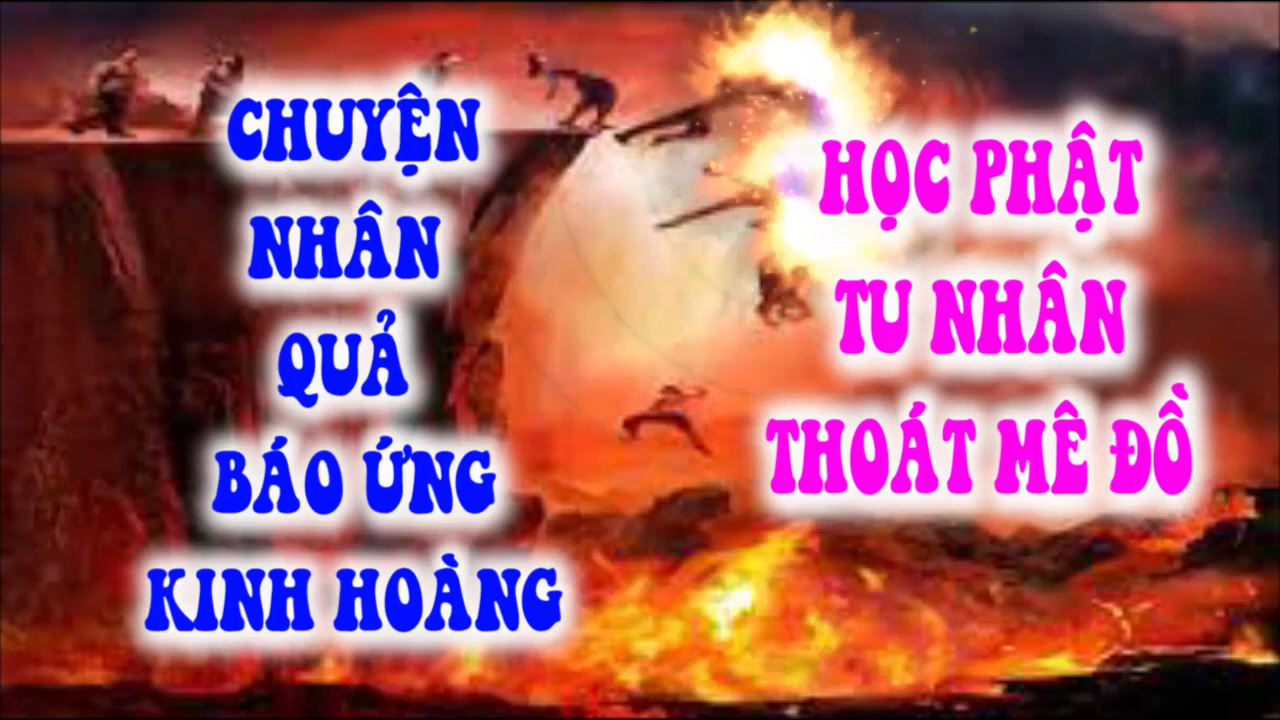 CHUYỆN
NHÂN
QUẢ
BÁO ỨNG
KINH HOÀNG
HỌC PHẬT
TU NHÂN
THOÁT MÊ ĐỒ